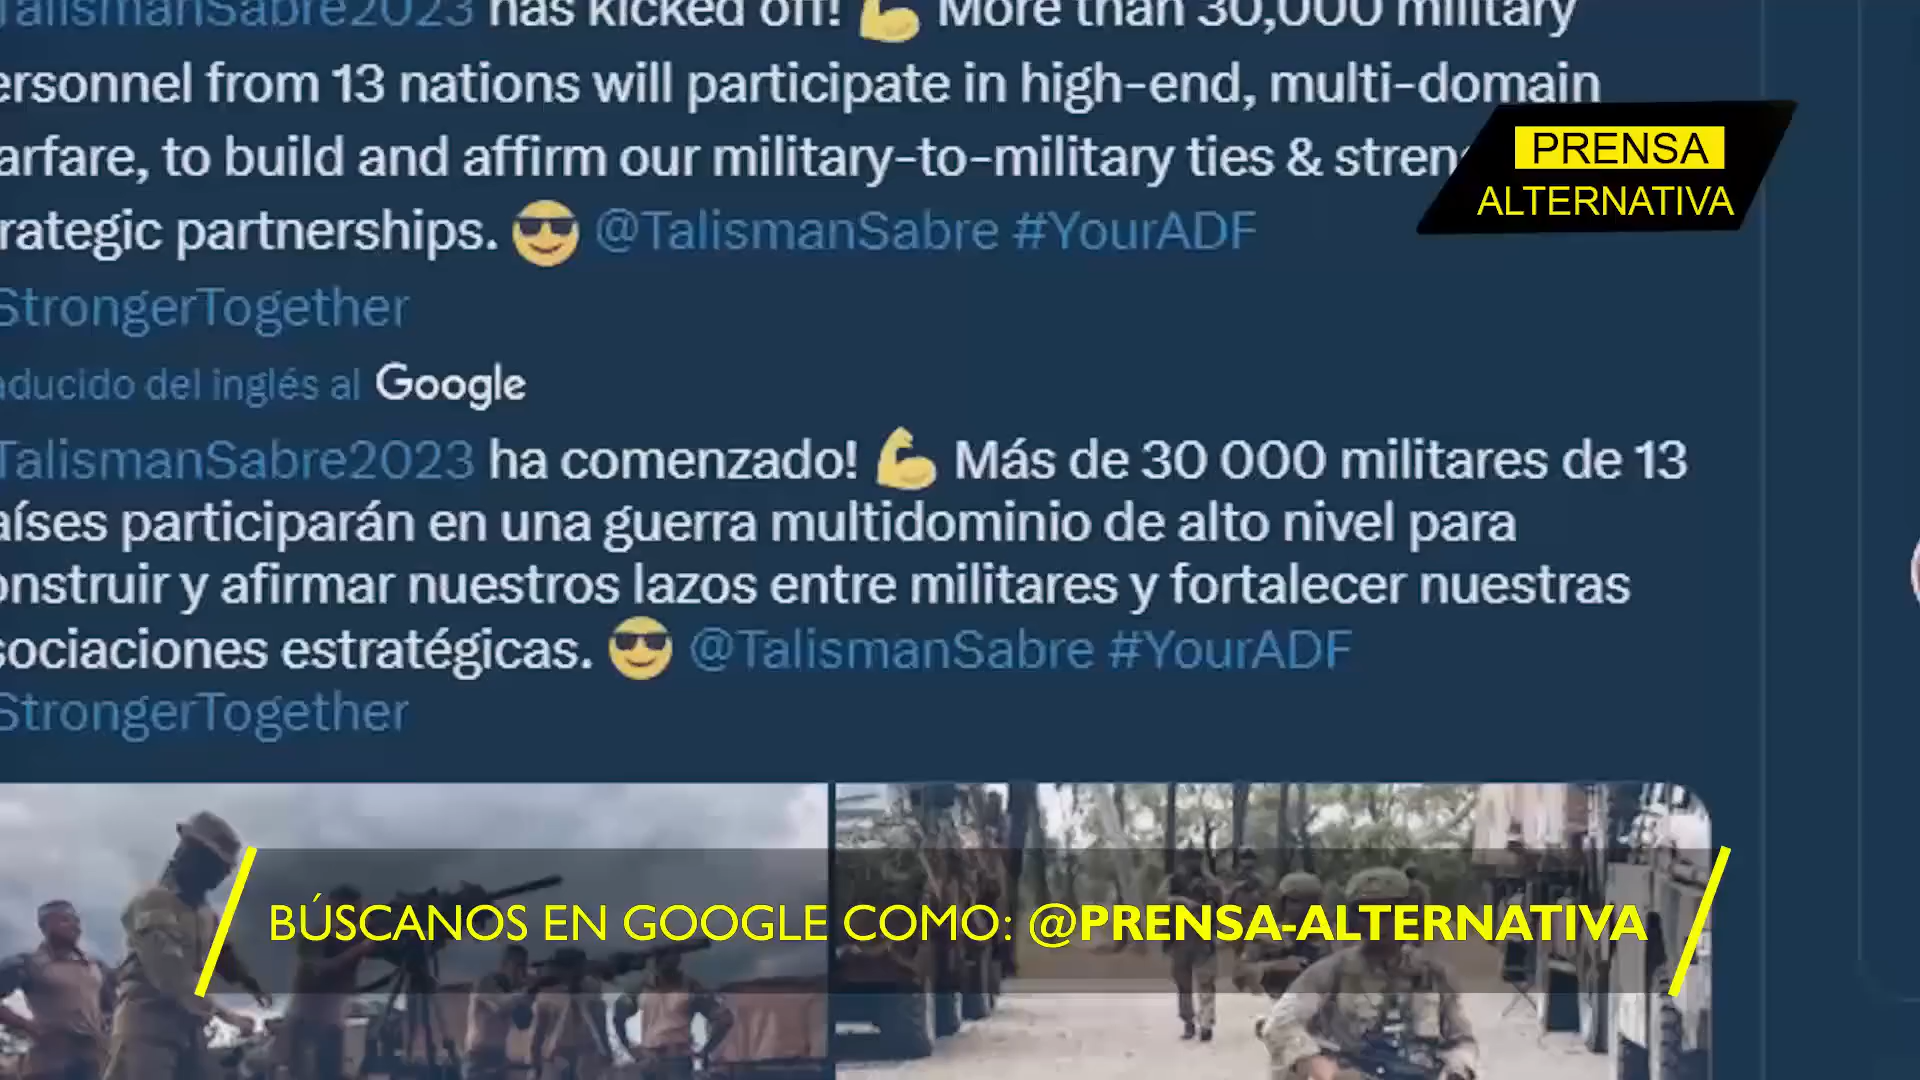 TalismanSabre2023 has kicked off! 💪 More than 30,000 military
ersonnel from 13 nations will participate in high-end, multi-domain
arfare, to build and affirm our military-to-military ties & stren
rategic partnerships. 😎 @TalismanSabre #YourADF
StrongerTogether
aducido del inglés al Google
TalismanSabre2023 ha comenzado! 💪 Más de 30 000 militares de 13
aíses participarán en una guerra multidominio de alto nivel para
onstruir y afirmar nuestros lazos entre militares y fortalecer nuestras
sociaciones estratégicas. 😎 @TalismanSabre #YourADF
StrongerTogether
PRENSA
ALTERNATIVA
BÚSCANOS EN GOOGLE COMO: @PRENSA-ALTERNATIVA